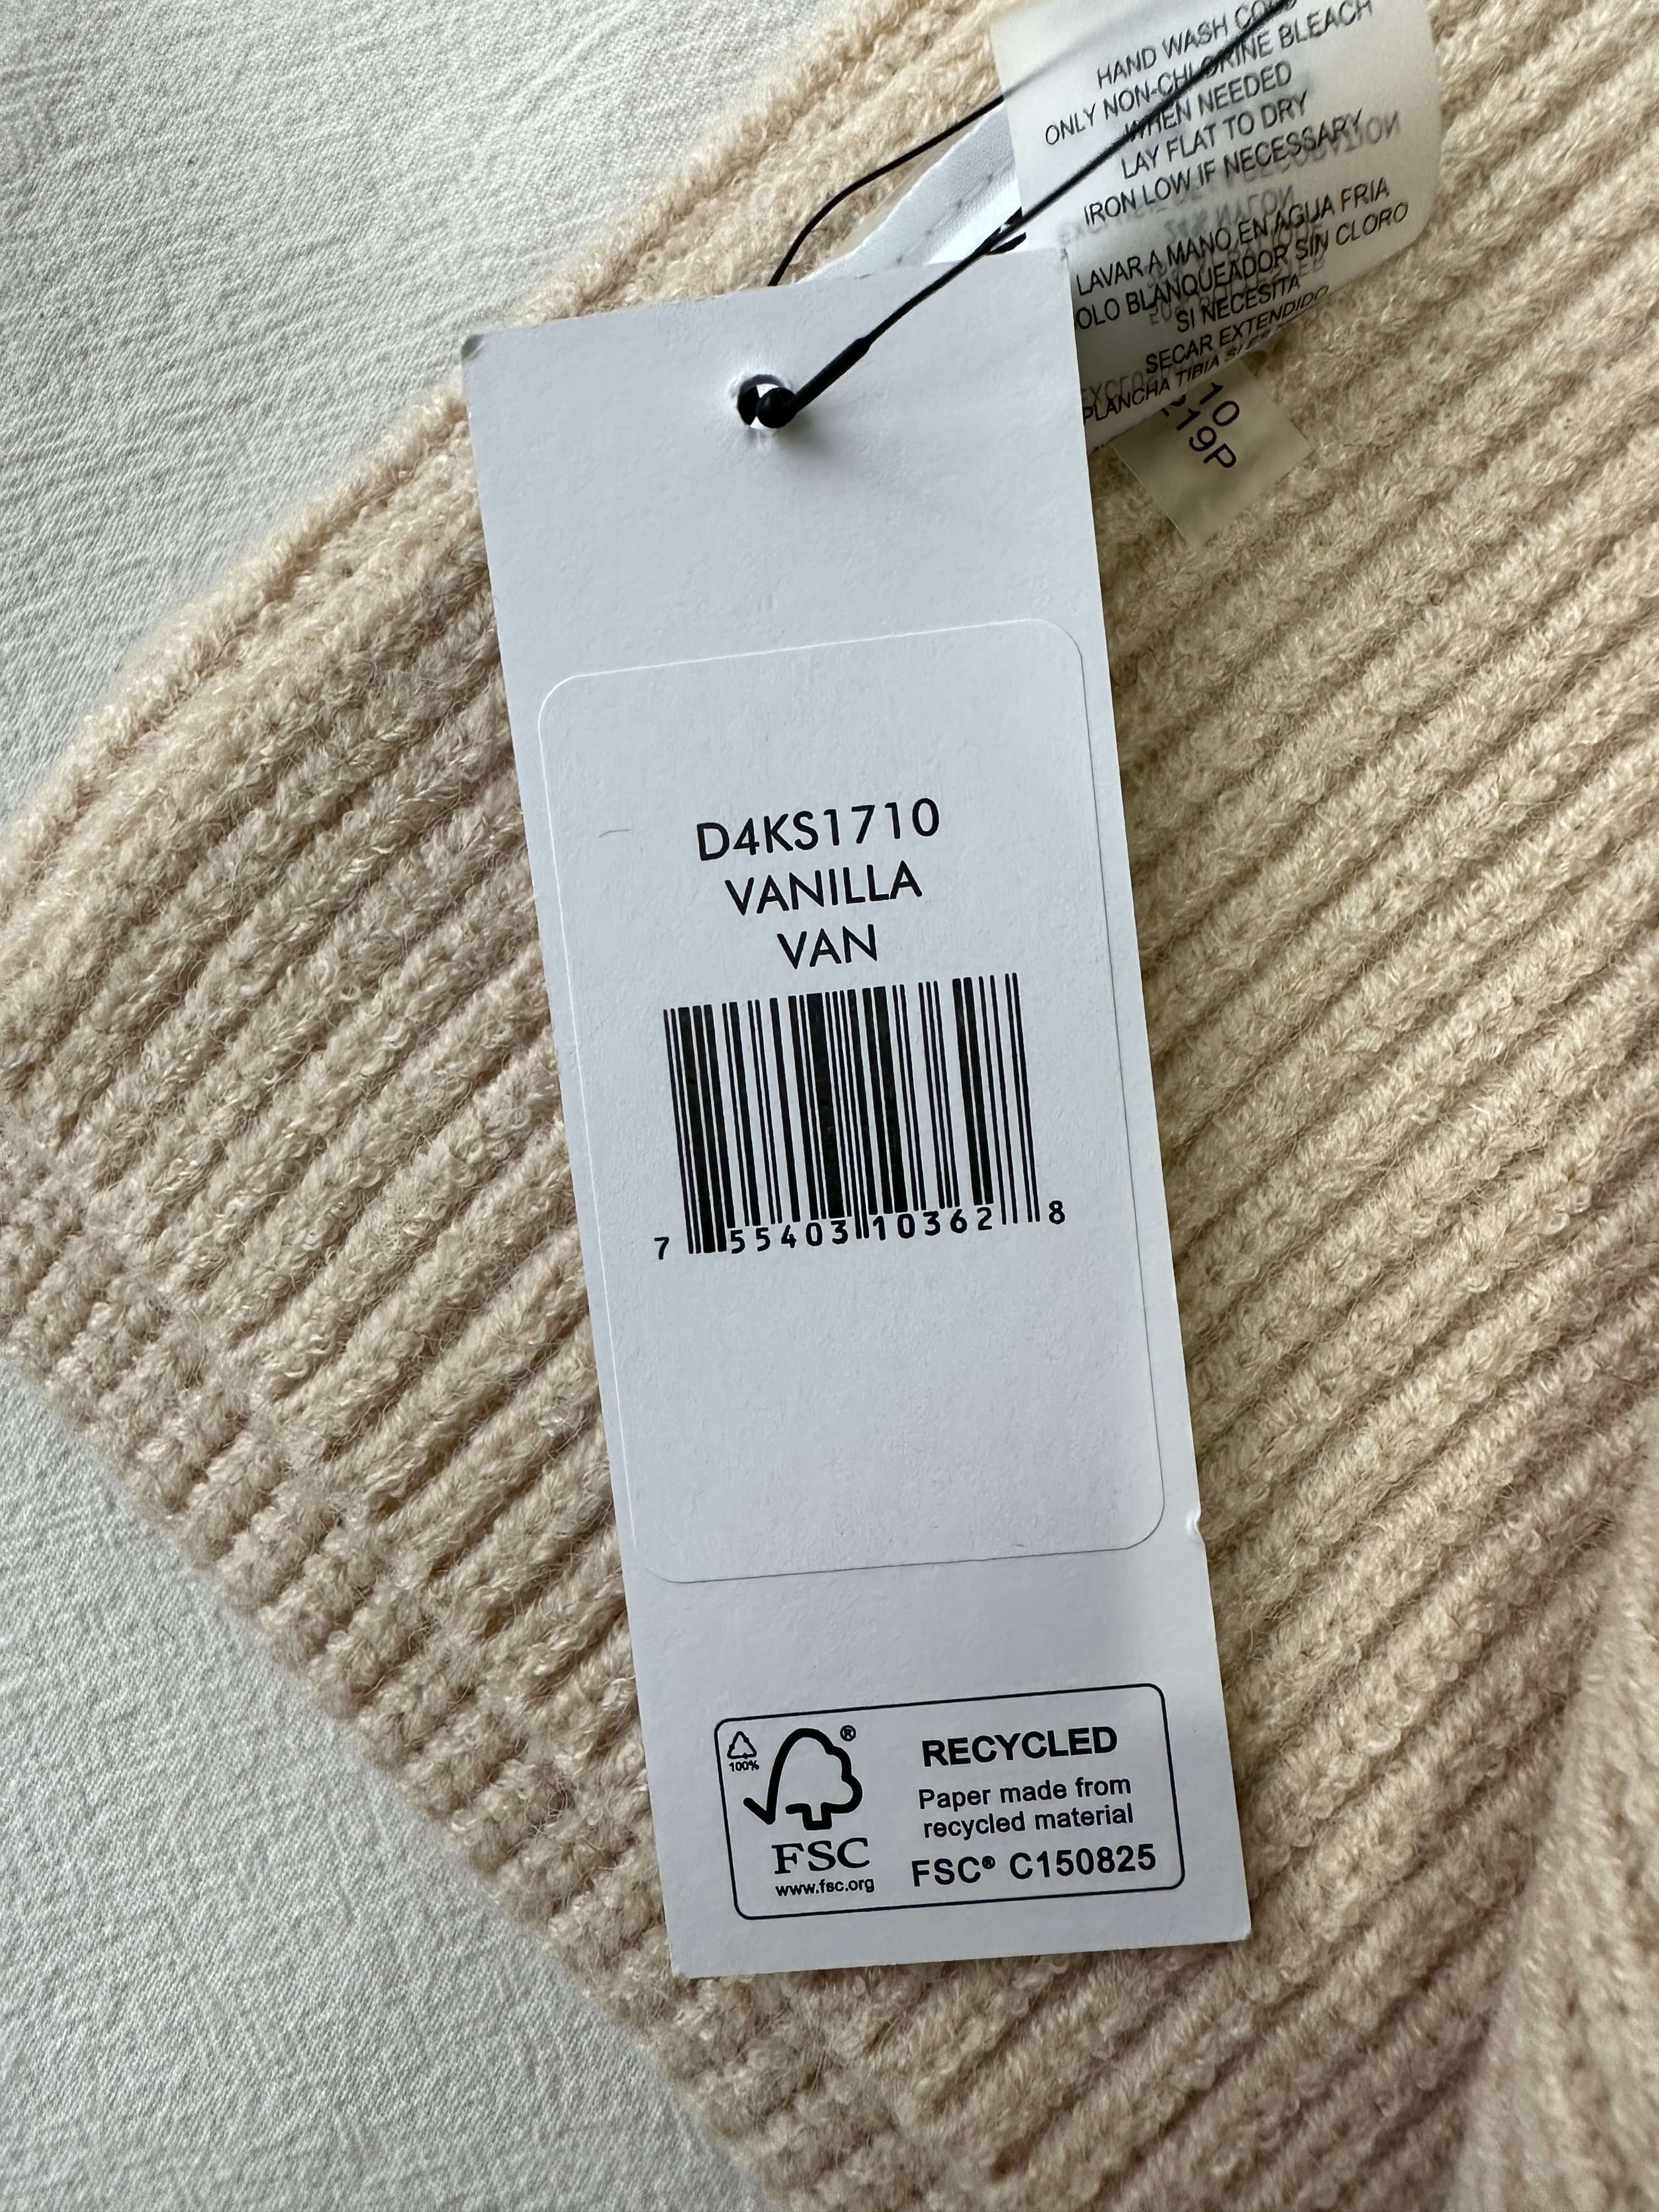 HAND WASH COLD
ONLY NON-CHLORINE BLEACH
WHEN NEEDED
LAY FLAT TO DRY
IRON LOW IF NECESSARY
LAVAR A MANO EN AGUA FRIA
OLO BLANQUEADOR SIN CLORO
SI NECESITA
SECAR EXTENDIDO
PLANCHA TIBIA SI
10
19P
D4KS1710
VANILLA
VAN
7 55403 10362 8
100%
®
FSC
www.fsc.org
RECYCLED
Paper made from
recycled material
FSC® C150825